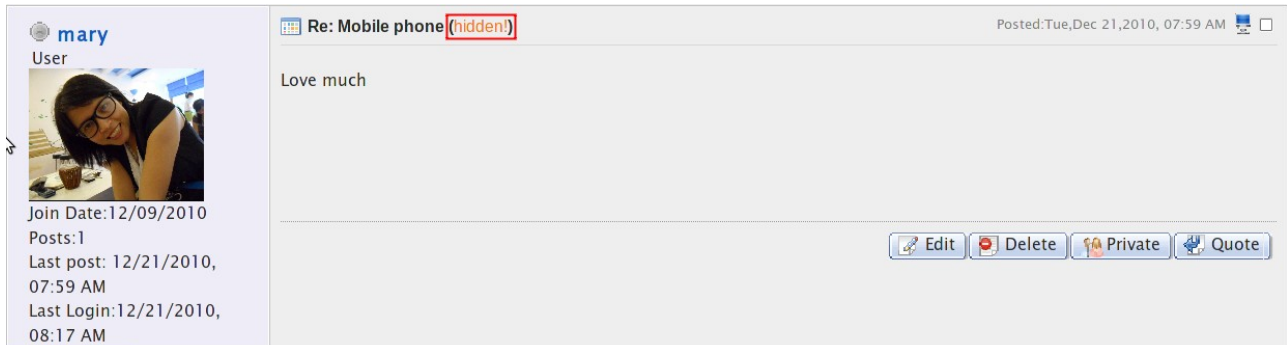 mary
User
Join Date:12/09/2010
Posts:1
Last post: 12/21/2010,
07:59 AM
Last Login:12/21/2010,
08:17 AM
Re: Mobile phone (hidden!)
Posted:Tue,Dec 21,2010, 07:59 AM
Love much
Edit Delete Private Quote